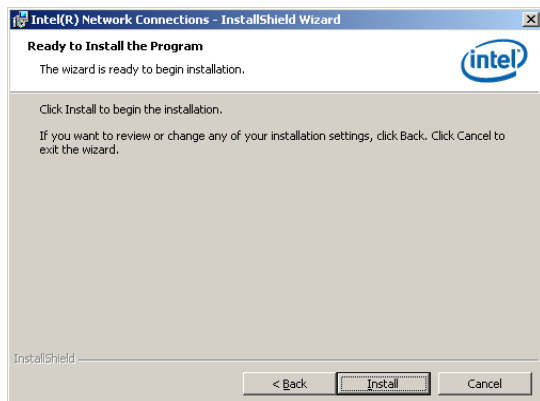 Intel(R) Network Connections - InstallShield Wizard
Ready to Install the Program
The wizard is ready to begin installation.
intel
Click Install to begin the installation.
If you want to review or change any of your installation settings, click Back. Click Cancel to
exit the wizard.
InstallShield
< Back
Install
Cancel